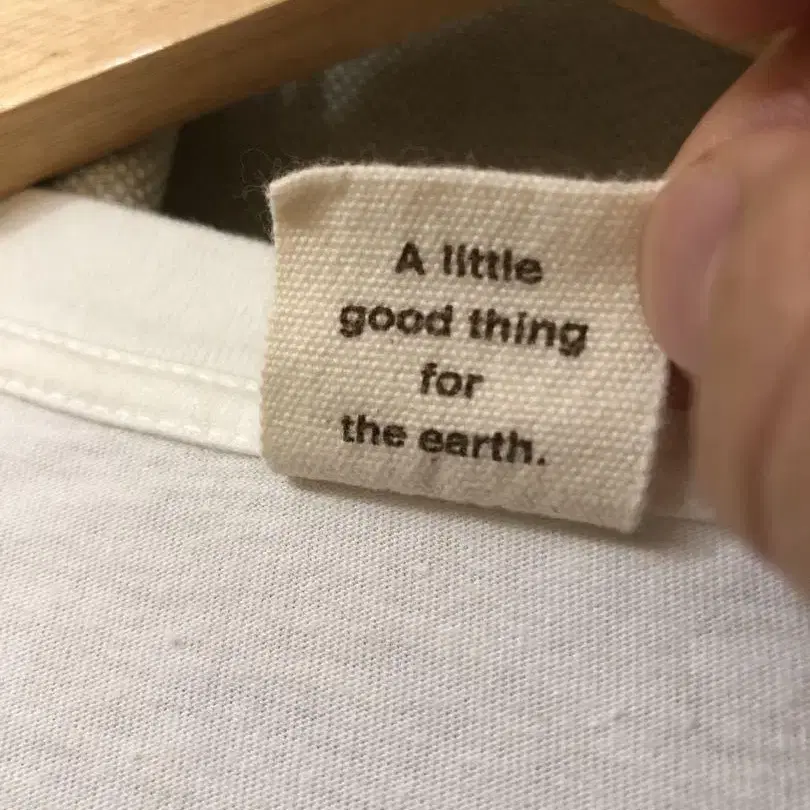 A little
good thing
for
the earth.